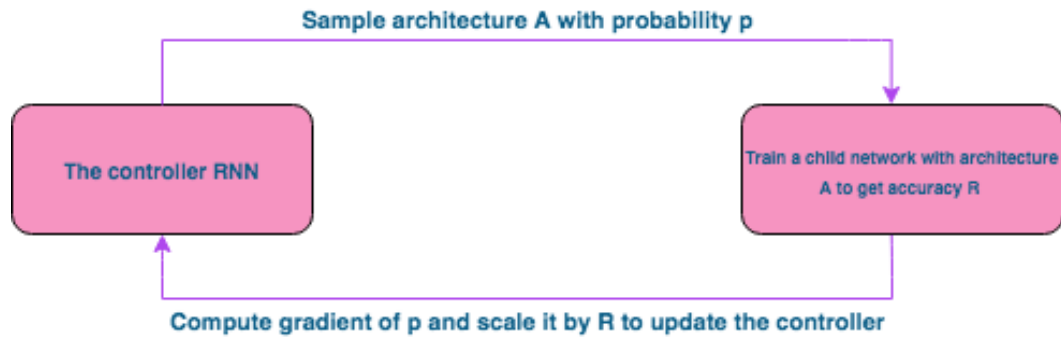 Sample architecture A with probability p
The controller RNN
Train a child network with architecture
A to get accuracy R
Compute gradient of p and scale it by R to update the controller